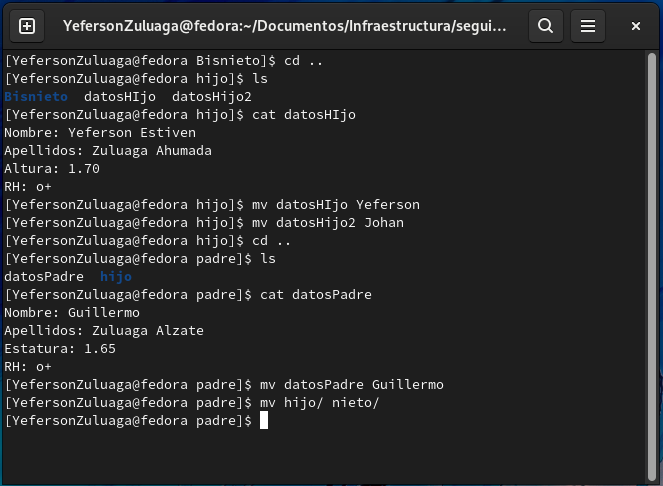 YefersonZuluaga@fedora:~/Documentos/Infraestructura/segui...
[YefersonZuluaga@fedora Bisnieto]$ cd ..
[YefersonZuluaga@fedora hijo]$ ls
Bisnieto  datosHIjo  datosHijo2
[YefersonZuluaga@fedora hijo]$ cat datosHIjo
Nombre: Yeferson Estiven
Apellidos: Zuluaga Ahumada
Altura: 1.70
RH: o+
[YefersonZuluaga@fedora hijo]$ mv datosHIjo Yeferson
[YefersonZuluaga@fedora hijo]$ mv datosHijo2 Johan
[YefersonZuluaga@fedora hijo]$ cd ..
[YefersonZuluaga@fedora padre]$ ls
datosPadre  hijo
[YefersonZuluaga@fedora padre]$ cat datosPadre
Nombre: Guillermo
Apellidos: Zuluaga Alzate
Estatura: 1.65
RH: o+
[YefersonZuluaga@fedora padre]$ mv datosPadre Guillermo
[YefersonZuluaga@fedora padre]$ mv hijo/ nieto/
[YefersonZuluaga@fedora padre]$